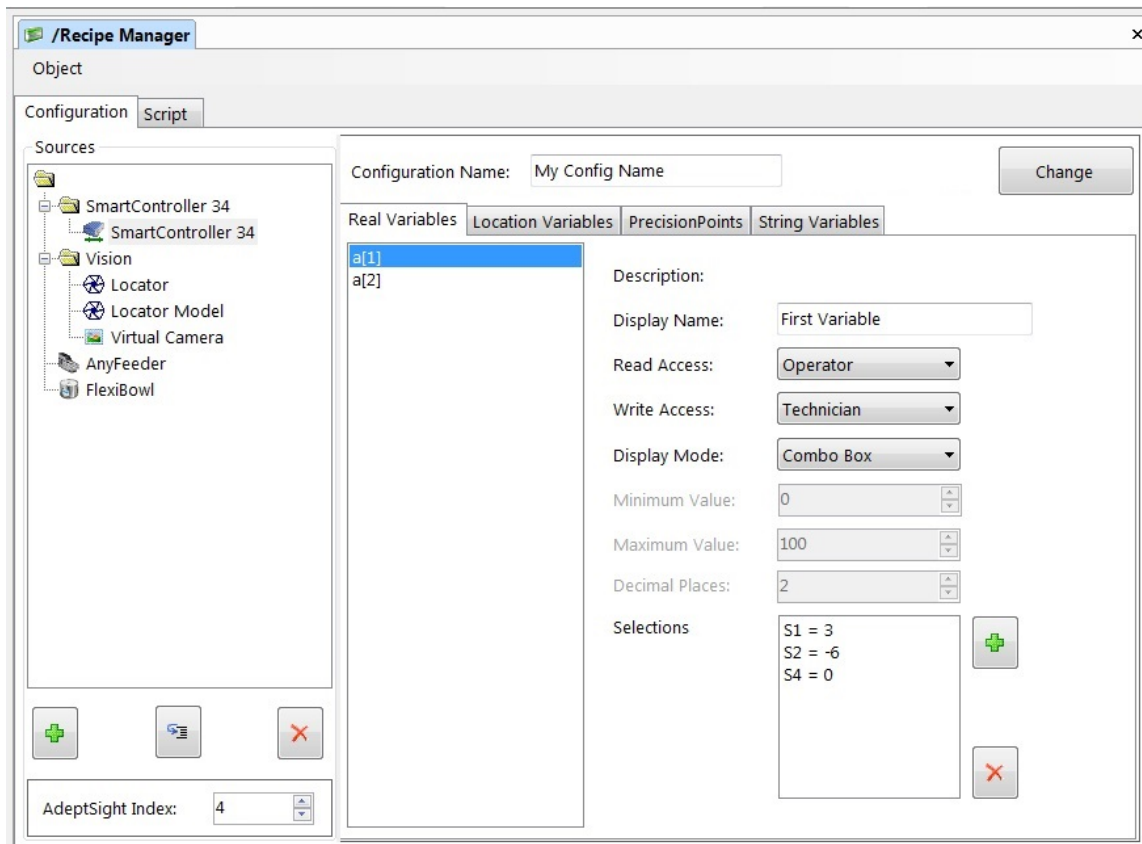 /Recipe Manager
Object
Configuration
Script
Sources
SmartController 34
SmartController 34
Vision
Locator
Locator Model
Virtual Camera
AnyFeeder
FlexiBowl
AdeptSight Index: 4
Configuration Name: My Config Name
Change
Real Variables
Location Variables
PrecisionPoints
String Variables
a[1]
a[2]
Description:
Display Name: First Variable
Read Access: Operator
Write Access: Technician
Display Mode: Combo Box
Minimum Value: 0
Maximum Value: 100
Decimal Places: 2
Selections
S1 = 3
S2 = -6
S4 = 0